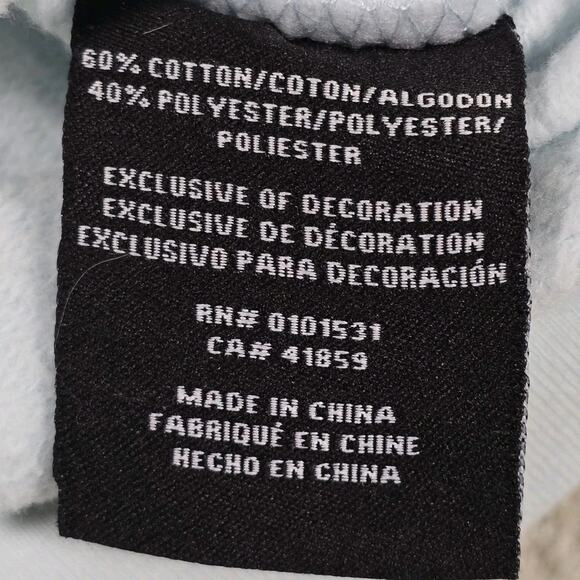 60% COTTON/COTON/ALGODON
40% POLYESTER/POLYESTER/
POLIESTER
EXCLUSIVE OF DECORATION
EXCLUSIVE DE DÉCORATION
EXCLUSIVO PARA DECORACIÓN
RN# 0101531
CA# 41859
MADE IN CHINA
FABRIQUÉ EN CHINE
HECHO EN CHINA